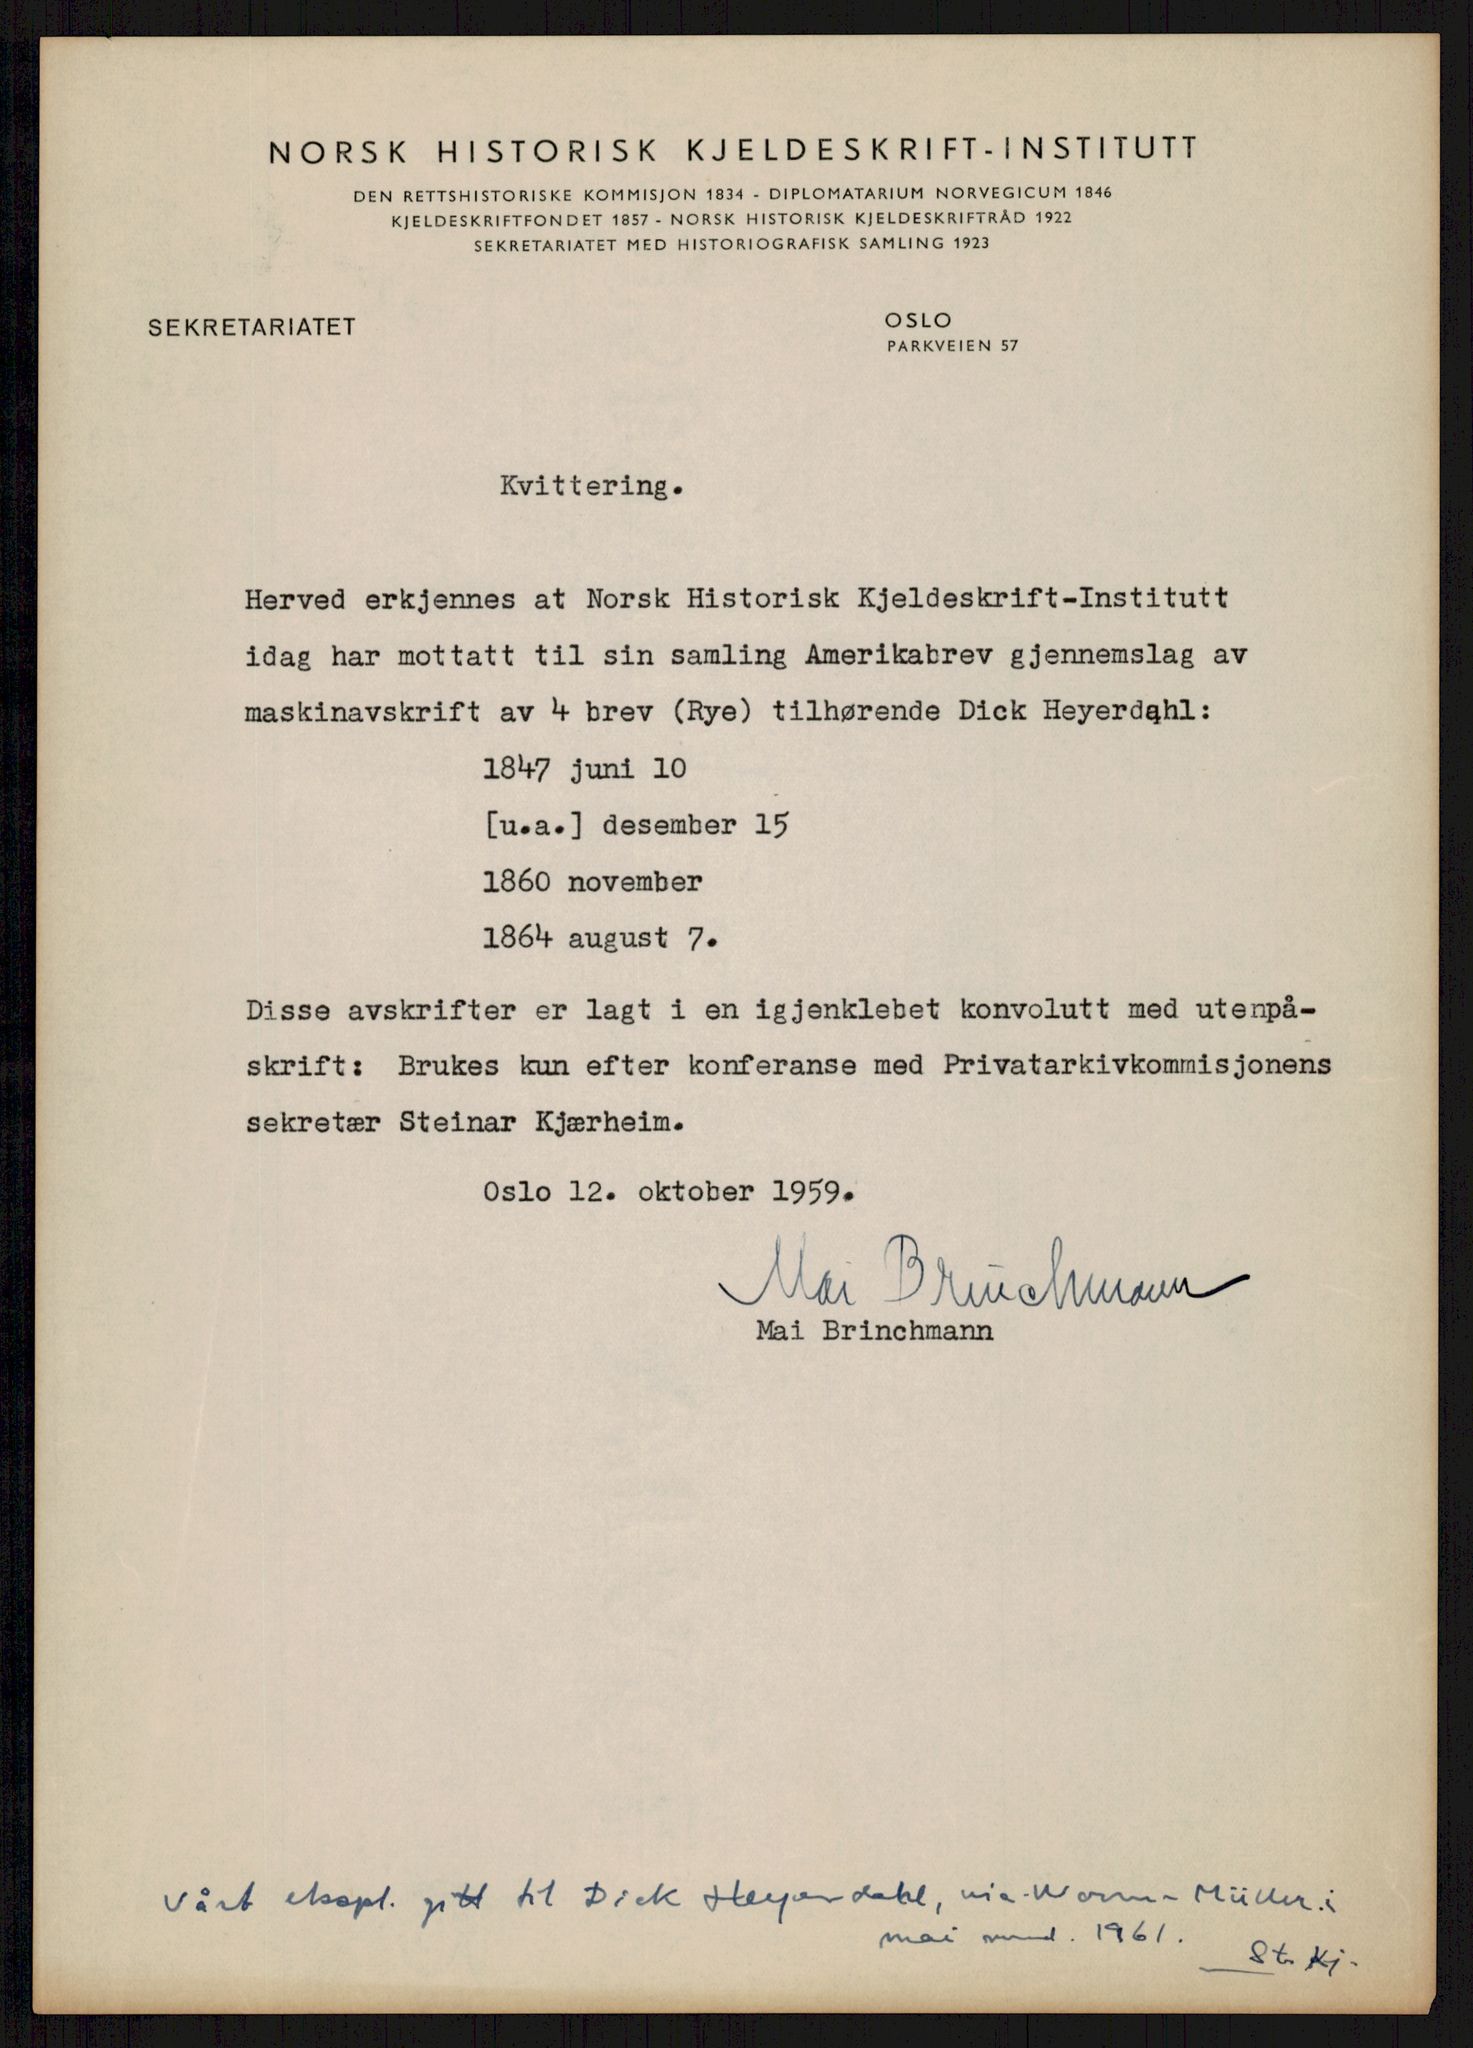 NORSK HISTORISK KJELDESKRIFT-INSTITUTT
DEN RETTSHISTORISKE KOMMISJON 1834 - DIPLOMATARIUM NORVEGICUM 1846
KJELDESKRIFTFONDET 1857 - NORSK HISTORISK KJELDESKRIFTRÅD 1922
SEKRETARIATET MED HISTORIOGRAFISK SAMLING 1923
SEKRETARIATET
OSLO
PARKVEIEN 57
Kvittering.
Herved erkjennes at Norsk Historisk Kjeldeskrift-Institutt
idag har mottatt til sin samling Amerikabrev gjennemslag av
maskinavskrift av 4 brev (Rye) tilhørende Dick Heyerdahl:
1847 juni 10
[u.a.] desember 15
1860 november
1864 august 7.
Disse avskrifter er lagt i en igjenklebet konvolutt med utenpå-
skrift: Brukes kun efter konferanse med Privatarkivkommisjonens
sekretær Steinar Kjærheim.
Oslo 12. oktober 1959.
Mai Brinchmann
Mai Brinchmann
Vårt ekspl. gitt til Dick Heyerdahl, via Worm-Müller i
mai 1961.
St. Kj.